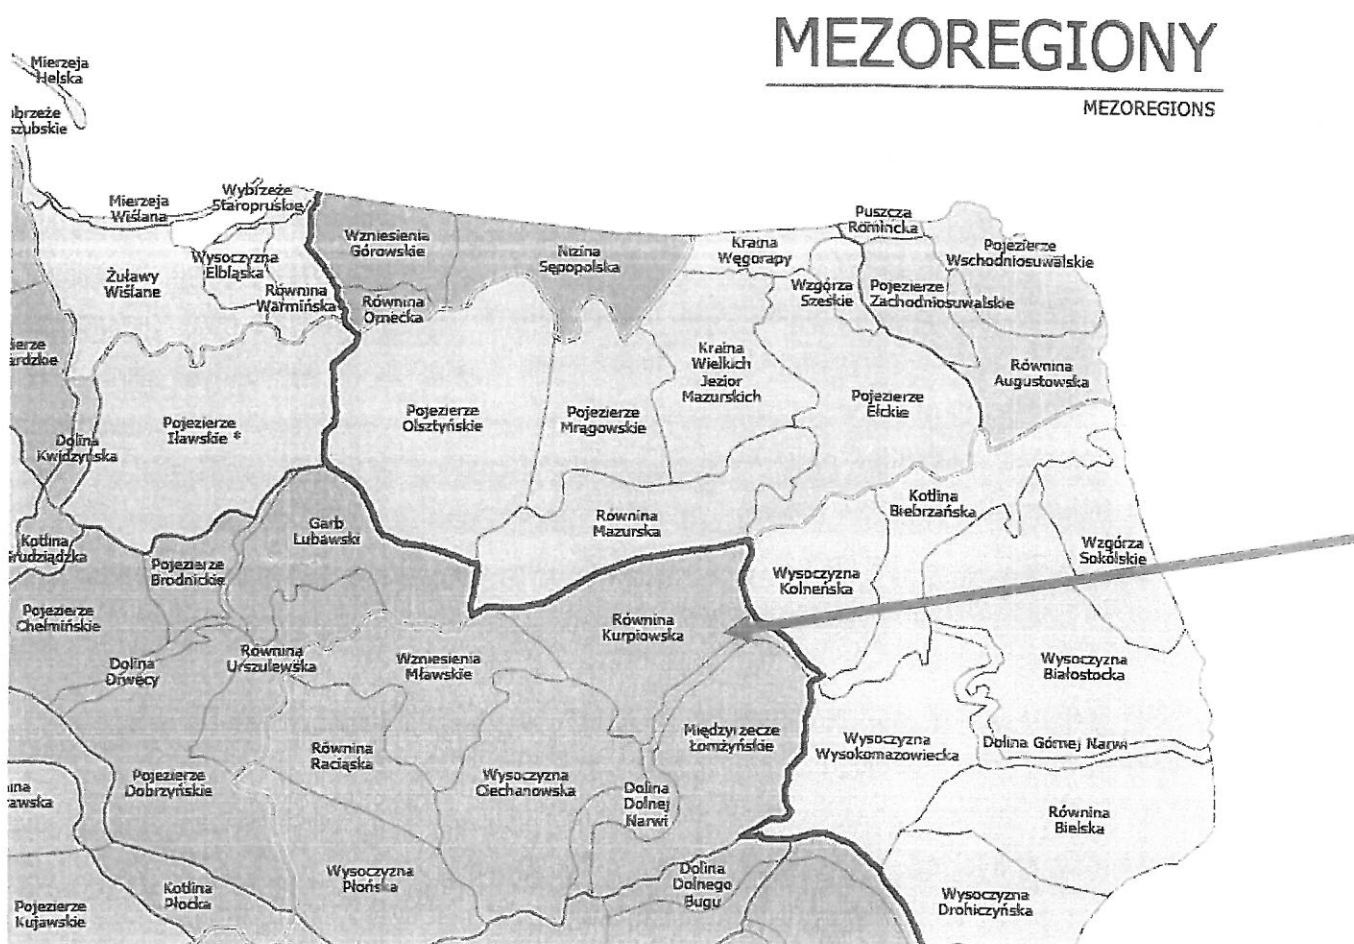 MEZOREGIONY
MEZOREGIONS
Mierzeja
Helska
Mierzeja
Wiślana
Wybrzeże
Staropruskie
Wysoczyzna
Elbląska
Żuławy
Wiślane
Równina
Warmińska
Wzniesienia
Górowskie
Równina
Ornecka
Nizina
Sępopolska
Kraina
Węgorapy
Puszcza
Romincka
Pojezierze
Wschodniosuwalskie
Wzgórza
Szeskie
Pojezierze
Zachodniosuwalskie
Równina
Augustowska
Kraina
Wielkich
Jezior
Mazurskich
Pojezierze
Ełckie
Pojezierze
Olsztyńskie
Pojezierze
Mrągowskie
Pojezierze
Iławskie *
Dolina
Kwidzyńska
Równina
Mazurska
Kotlina
Biebrzańska
Garb
Lubawski
Kotlina
Grudziądzka
Pojezierze
Brodnickie
Wzgórza
Sokólskie
Wysoczyzna
Kolneńska
Pojezierze
Chełmińskie
Równina
Kurpiowska
Dolina
Drwęcy
Równina
Urszulewska
Wzniesienia
Mławskie
Wysoczyzna
Białostocka
Międzyrzecze
Łomżyńskie
Wysoczyzna
Wysokomazowiecka
Dolina Górnej Narwi
Równina
Raciąska
Pojezierze
Dobrzyńskie
Wysoczyzna
Ciechanowska
Dolina
Dolnej
Narwi
Równina
Bielska
Wysoczyzna
Płońska
Dolina
Dolnego
Bugu
Kotlina
Płocka
Wysoczyzna
Drohiczyńska
Pojezierze
Kujawskie